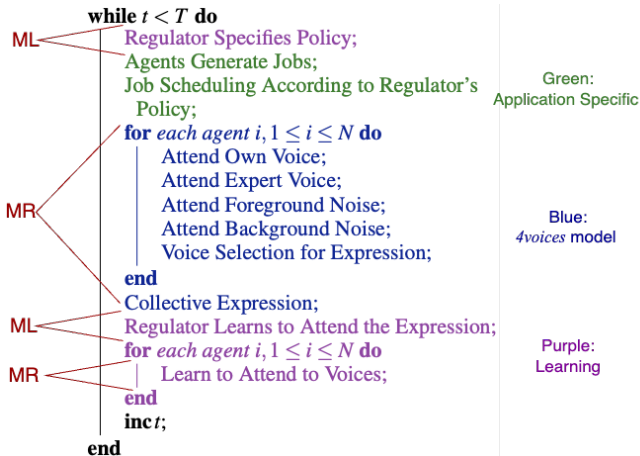 while t < T do
ML
Regulator Specifies Policy;
Agents Generate Jobs;
Job Scheduling According to Regulator's
Policy;
Green:
Application Specific
for each agent i, 1 ≤ i ≤ N do
Attend Own Voice;
Attend Expert Voice;
Attend Foreground Noise;
MR
Attend Background Noise;
Voice Selection for Expression;
Blue:
4voices model
end
Collective Expression;
ML
Regulator Learns to Attend the Expression;
for each agent i, 1 ≤ i ≤ N do
MR
Learn to Attend to Voices;
Purple:
Learning
end
inc t;
end